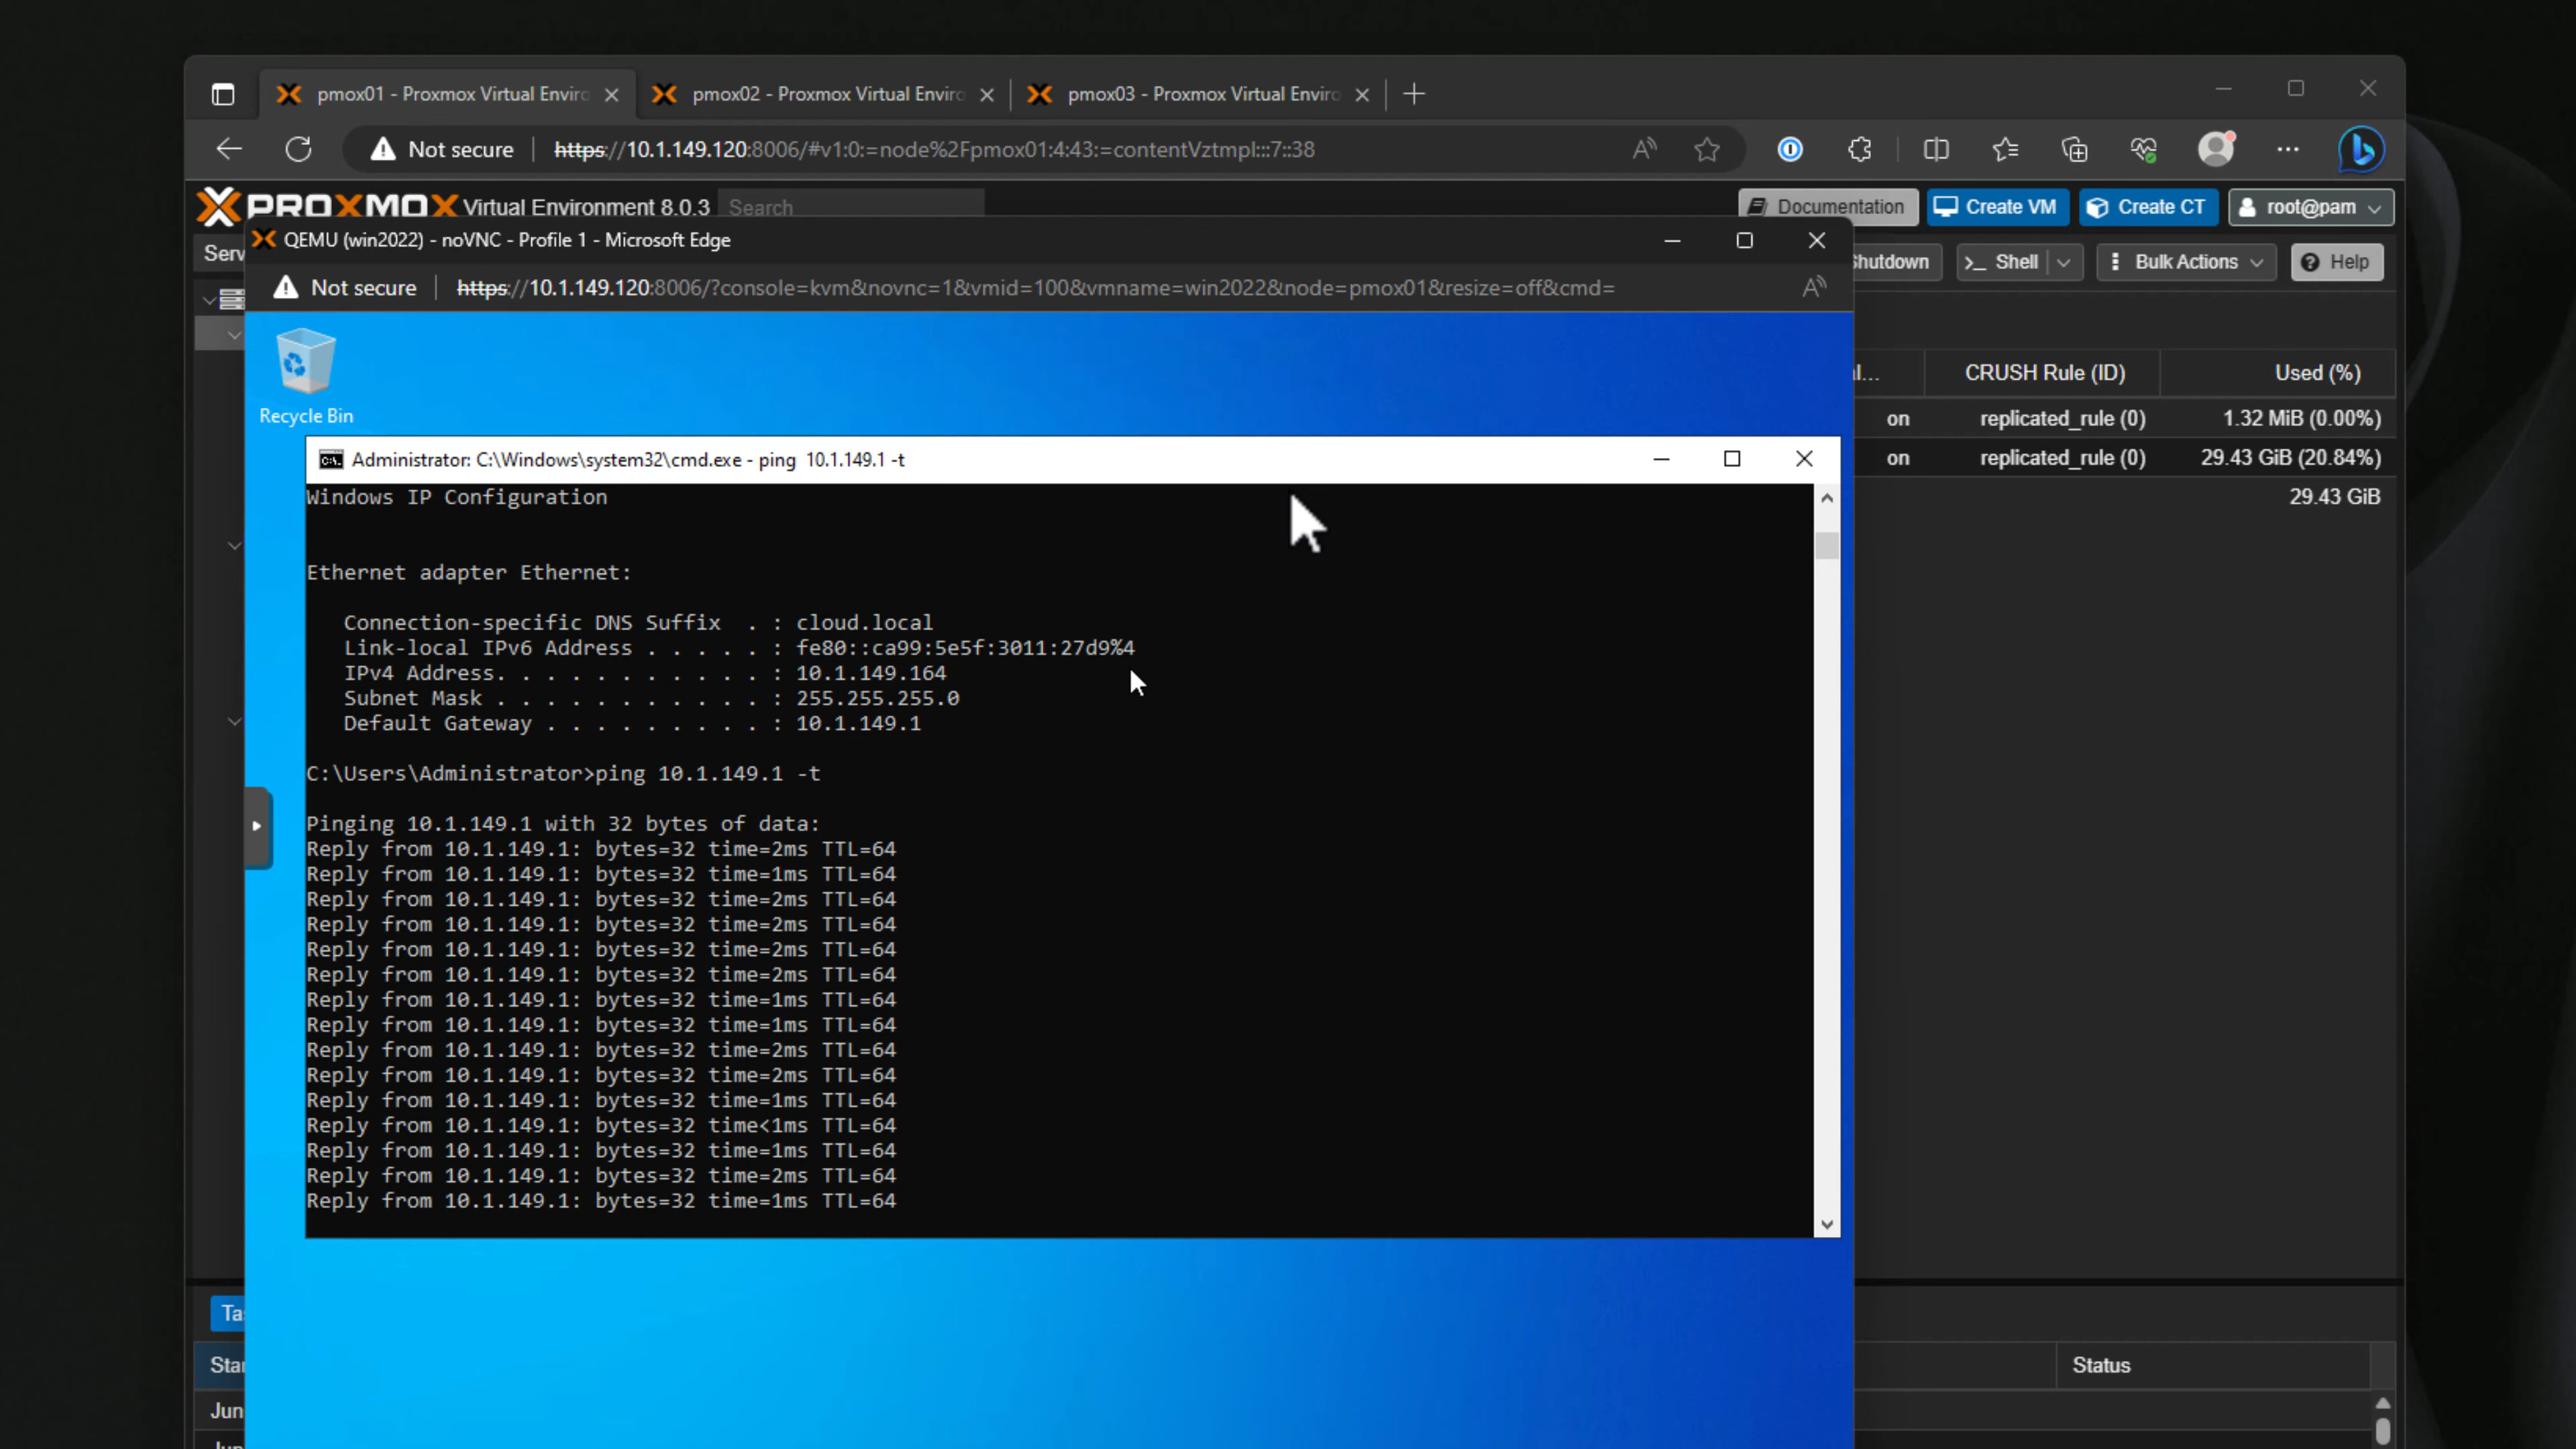 pmox01 - Proxmox Virtual Enviro
pmox02 - Proxmox Virtual Enviro
pmox03 - Proxmox Virtual Enviro
Not secure
https://10.1.149.120:8006/#v1:0:=node%2Fpmox01:4:43:=contentVztmpl:::7::38
PROXMOX Virtual Environment 8.0.3
Search
Documentation
Create VM
Create CT
root@pam
Serv
QEMU (win2022) - noVNC - Profile 1 - Microsoft Edge
Shutdown
>_ Shell
Bulk Actions
Help
Not secure
https://10.1.149.120:8006/?console=kvm&novnc=1&vmid=100&vmname=win2022&node=pmox01&resize=off&cmd=
Recycle Bin
CRUSH Rule (ID)
Used (%)
on replicated_rule (0) 1.32 MiB (0.00%)
on replicated_rule (0) 29.43 GiB (20.84%)
29.43 GiB
Administrator: C:\Windows\system32\cmd.exe - ping 10.1.149.1 -t
Windows IP Configuration
Ethernet adapter Ethernet:
Connection-specific DNS Suffix . : cloud.local
Link-local IPv6 Address . . . . . : fe80::ca99:5e5f:3011:27d9%4
IPv4 Address. . . . . . . . . . . : 10.1.149.164
Subnet Mask . . . . . . . . . . . : 255.255.255.0
Default Gateway . . . . . . . . . : 10.1.149.1
C:\Users\Administrator>ping 10.1.149.1 -t
Pinging 10.1.149.1 with 32 bytes of data:
Reply from 10.1.149.1: bytes=32 time=2ms TTL=64
Reply from 10.1.149.1: bytes=32 time=1ms TTL=64
Reply from 10.1.149.1: bytes=32 time=2ms TTL=64
Reply from 10.1.149.1: bytes=32 time=2ms TTL=64
Reply from 10.1.149.1: bytes=32 time=2ms TTL=64
Reply from 10.1.149.1: bytes=32 time=2ms TTL=64
Reply from 10.1.149.1: bytes=32 time=1ms TTL=64
Reply from 10.1.149.1: bytes=32 time=1ms TTL=64
Reply from 10.1.149.1: bytes=32 time=2ms TTL=64
Reply from 10.1.149.1: bytes=32 time=2ms TTL=64
Reply from 10.1.149.1: bytes=32 time=1ms TTL=64
Reply from 10.1.149.1: bytes=32 time<1ms TTL=64
Reply from 10.1.149.1: bytes=32 time=1ms TTL=64
Reply from 10.1.149.1: bytes=32 time=2ms TTL=64
Reply from 10.1.149.1: bytes=32 time=1ms TTL=64
Tas
Star
Status
Jun